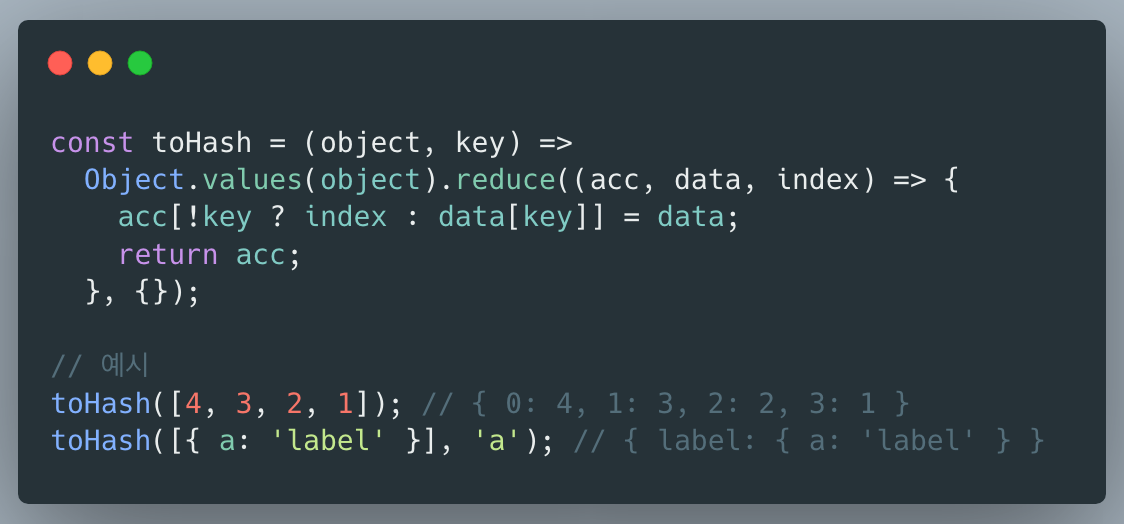 const toHash = (object, key) =>
  Object.values(object).reduce((acc, data, index) => {
    acc[!key ? index : data[key]] = data;
    return acc;
  }, {});

// 예시
toHash([4, 3, 2, 1]); // { 0: 4, 1: 3, 2: 2, 3: 1 }
toHash([{ a: 'label' }], 'a'); // { label: { a: 'label' } }